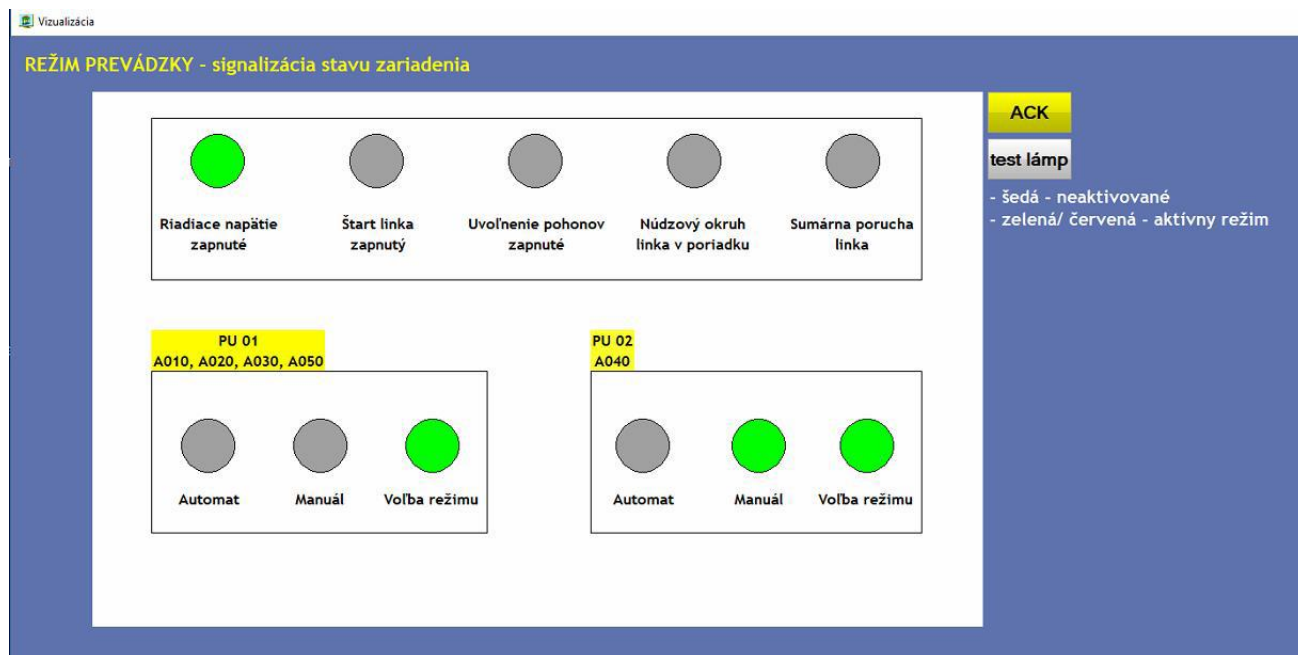 Vizualizácia
REŽIM PREVÁDZKY - signalizácia stavu zariadenia
ACK
test lámp
- šedá - neaktivované
- zelená/ červená - aktívny režim
Riadiace napätie
zapnuté
Štart linka
zapnutý
Uvoľnenie pohonov
zapnuté
Núdzový okruh
linka v poriadku
Sumárna porucha
linka
PU 01
A010, A020, A030, A050
Automat
Manuál
Voľba režimu
PU 02
A040
Automat
Manuál
Voľba režimu